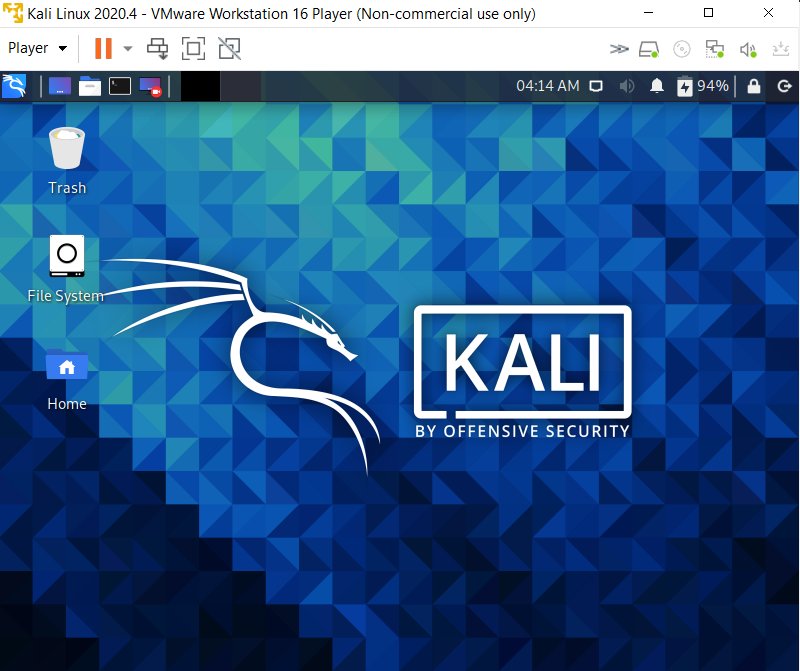 Kali Linux 2020.4 - VMware Workstation 16 Player (Non-commercial use only)
Player
04:14 AM 94%
Trash
File System
Home
KALI
BY OFFENSIVE SECURITY